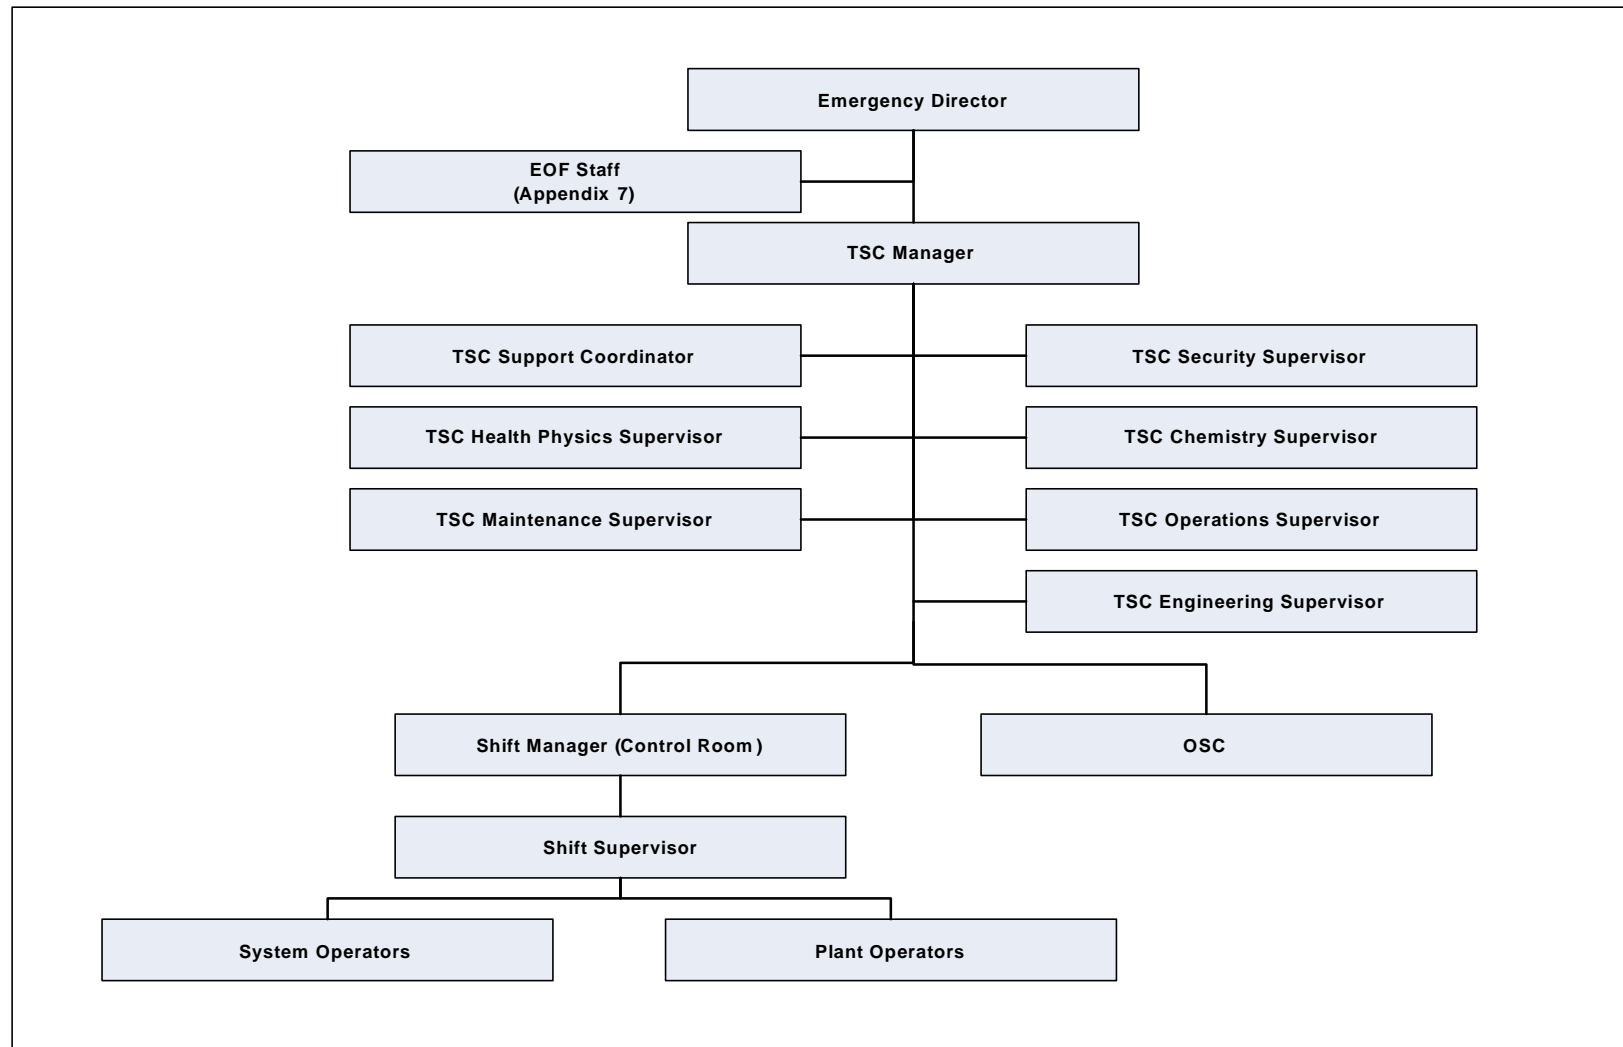 Emergency Director
EOF Staff
(Appendix 7)
TSC Manager
TSC Support Coordinator
TSC Security Supervisor
TSC Health Physics Supervisor
TSC Chemistry Supervisor
TSC Maintenance Supervisor
TSC Operations Supervisor
TSC Engineering Supervisor
Shift Manager (Control Room)
OSC
Shift Supervisor
System Operators
Plant Operators